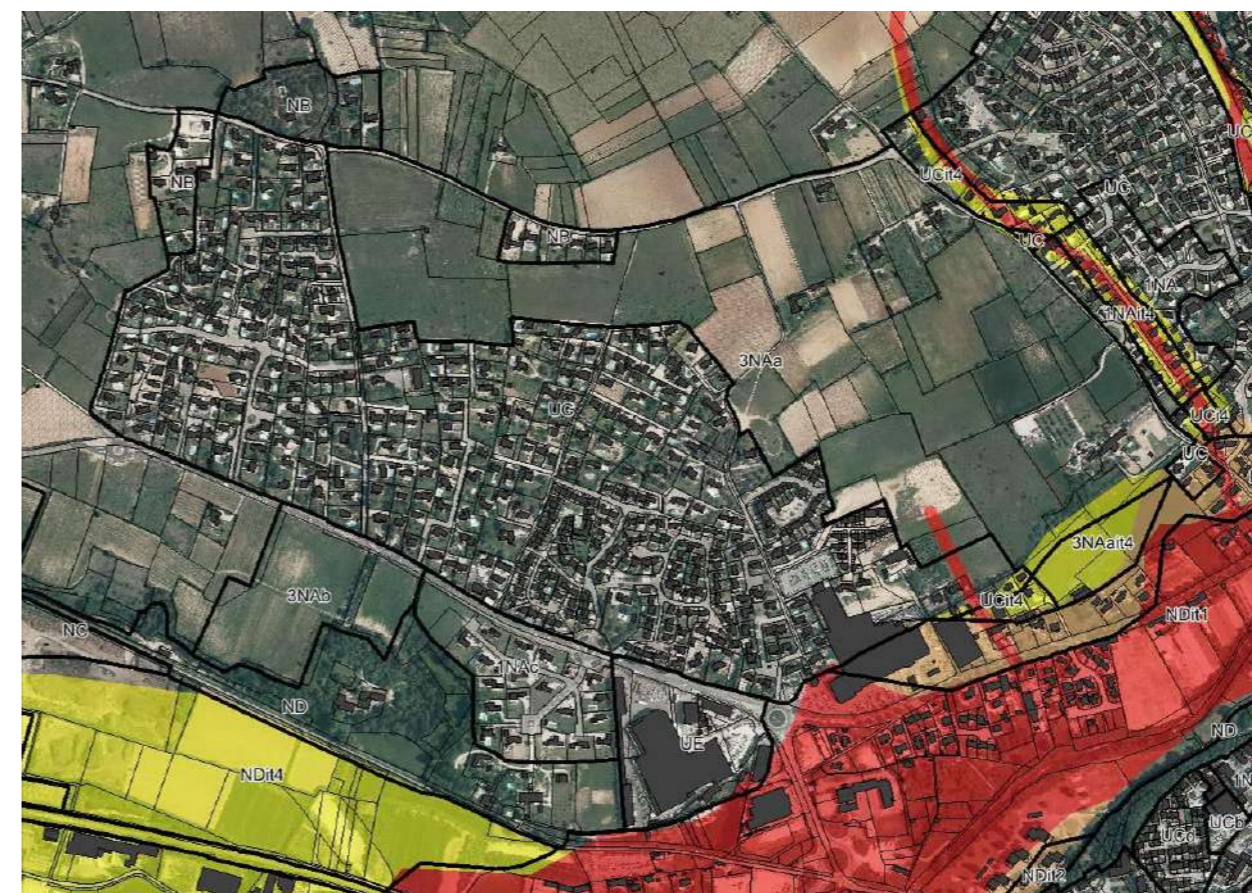 NB
UC
NB
UCit4
UC
NB
UC
1NA
1NAit4
3NAa
UC
UCit4
UC
3NAait4
3NAb
UCit4
NDit1
NC
1NAc
ND
ND
UE
NDit4
UCb
UCd
NDit2